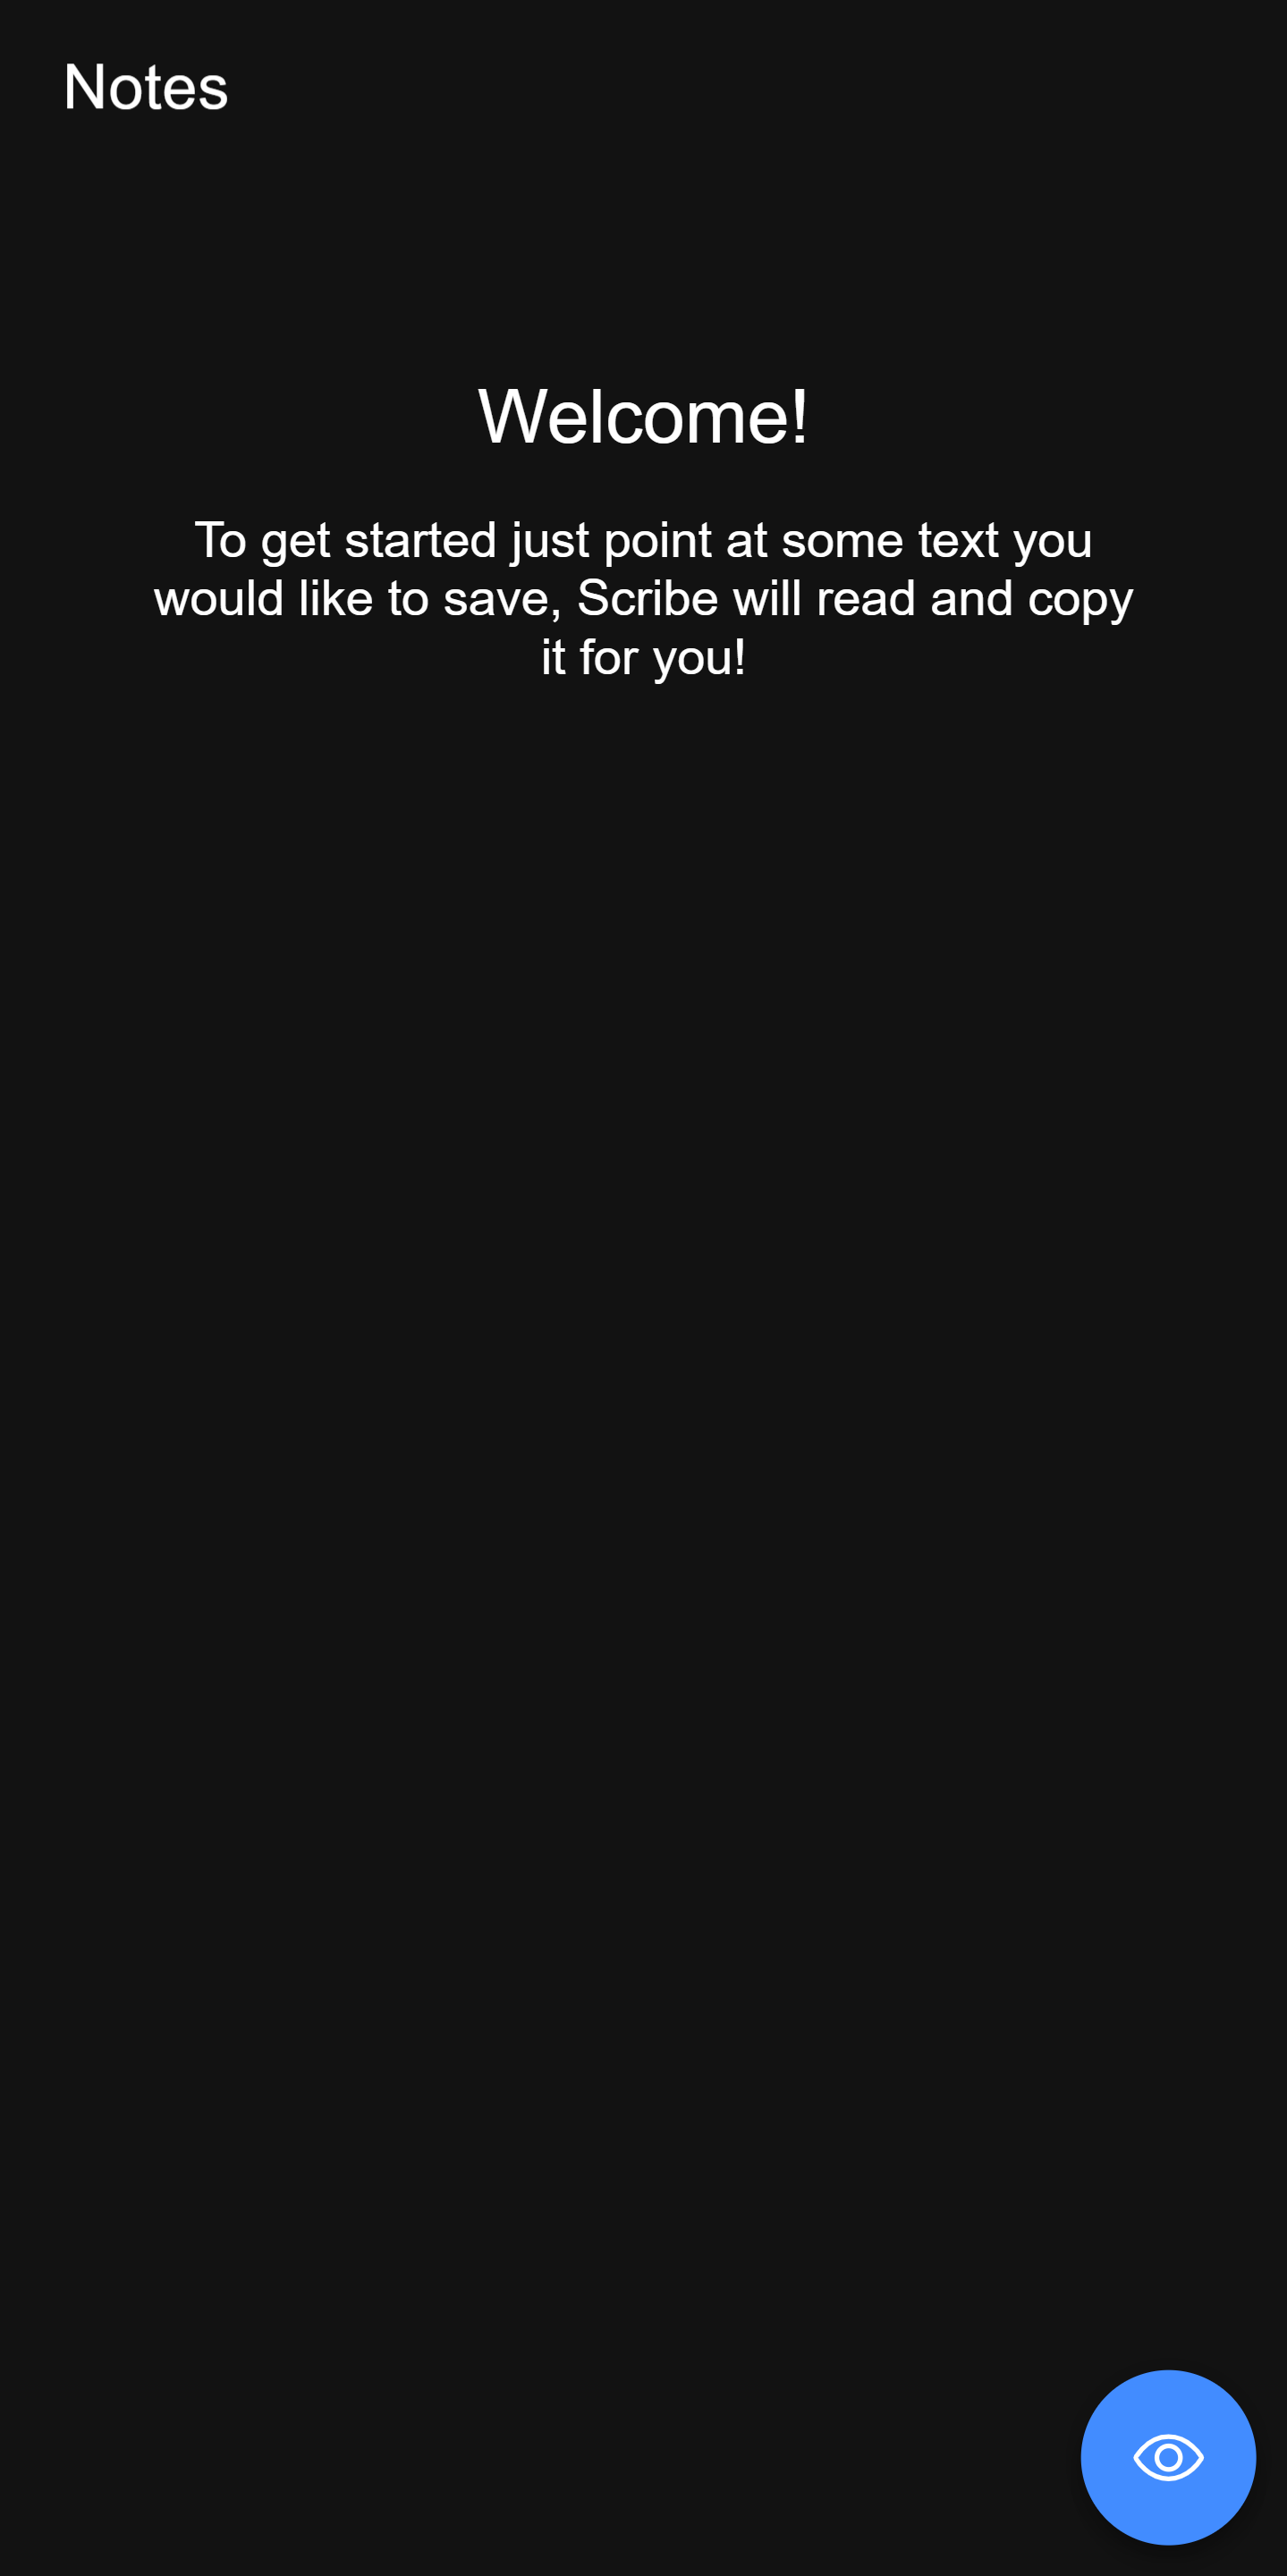 Notes
Welcome!
To get started just point at some text you
would like to save, Scribe will read and copy
it for you!